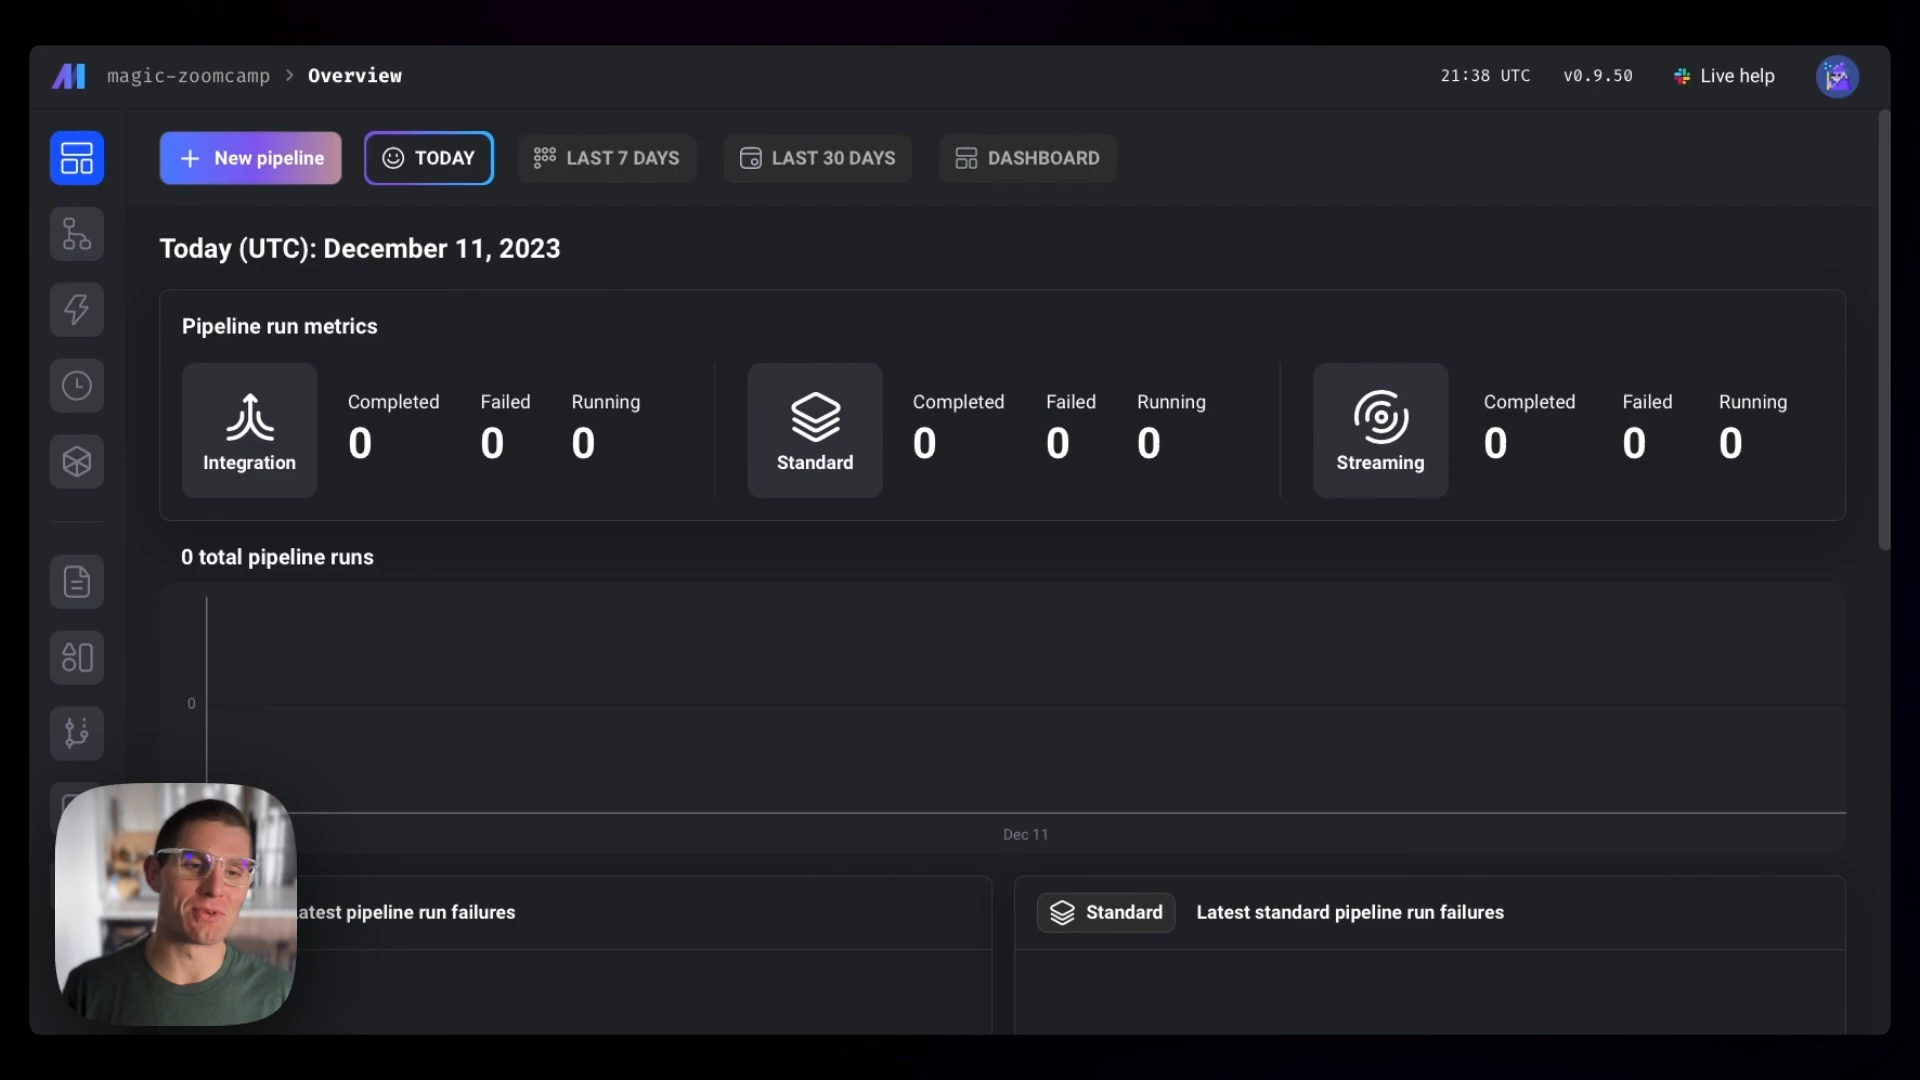 magic-zoomcamp > Overview
21:38 UTC
v0.9.50
Live help
New pipeline
TODAY
LAST 7 DAYS
LAST 30 DAYS
DASHBOARD
Today (UTC): December 11, 2023
Pipeline run metrics
Integration
Completed
0
Failed
0
Running
0
Standard
Completed
0
Failed
0
Running
0
Streaming
Completed
0
Failed
0
Running
0
0 total pipeline runs
0
Dec 11
atest pipeline run failures
Standard
Latest standard pipeline run failures